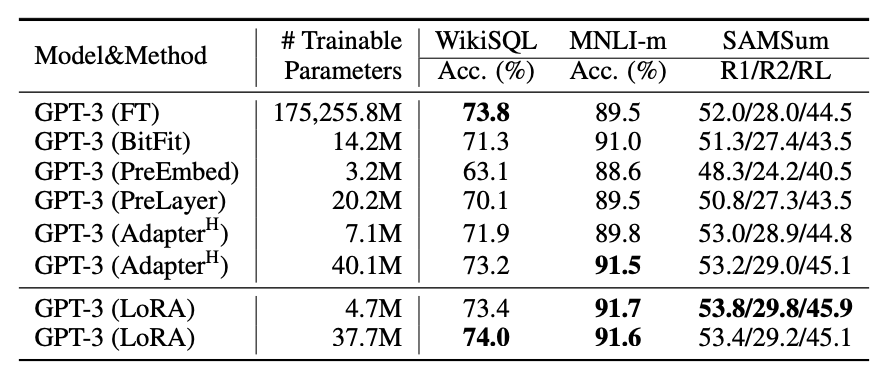 Model&Method # Trainable Parameters WikiSQL MNLI-m SAMSum
Acc. (%) Acc. (%) R1/R2/RL
GPT-3 (FT) 175,255.8M 73.8 89.5 52.0/28.0/44.5
GPT-3 (BitFit) 14.2M 71.3 91.0 51.3/27.4/43.5
GPT-3 (PreEmbed) 3.2M 63.1 88.6 48.3/24.2/40.5
GPT-3 (PreLayer) 20.2M 70.1 89.5 50.8/27.3/43.5
GPT-3 (AdapterH) 7.1M 71.9 89.8 53.0/28.9/44.8
GPT-3 (AdapterH) 40.1M 73.2 91.5 53.2/29.0/45.1
GPT-3 (LoRA) 4.7M 73.4 91.7 53.8/29.8/45.9
GPT-3 (LoRA) 37.7M 74.0 91.6 53.4/29.2/45.1